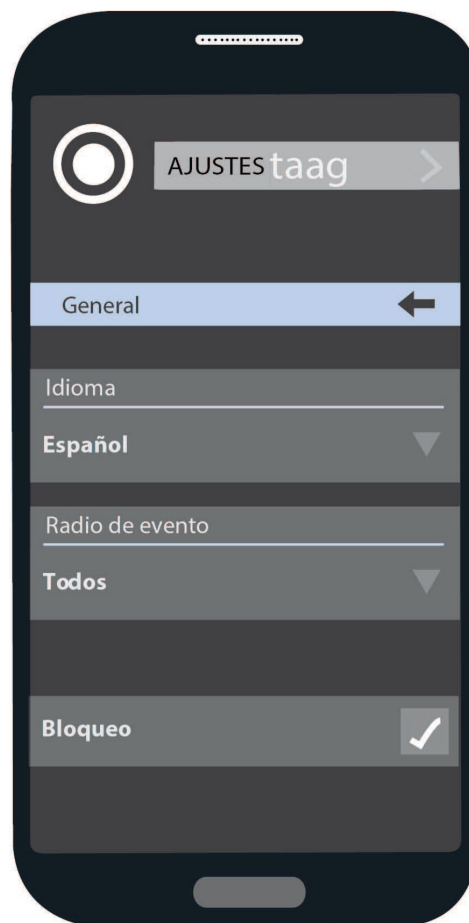 AJUSTES taag
General
Idioma
Español
Radio de evento
Todos
Bloqueo